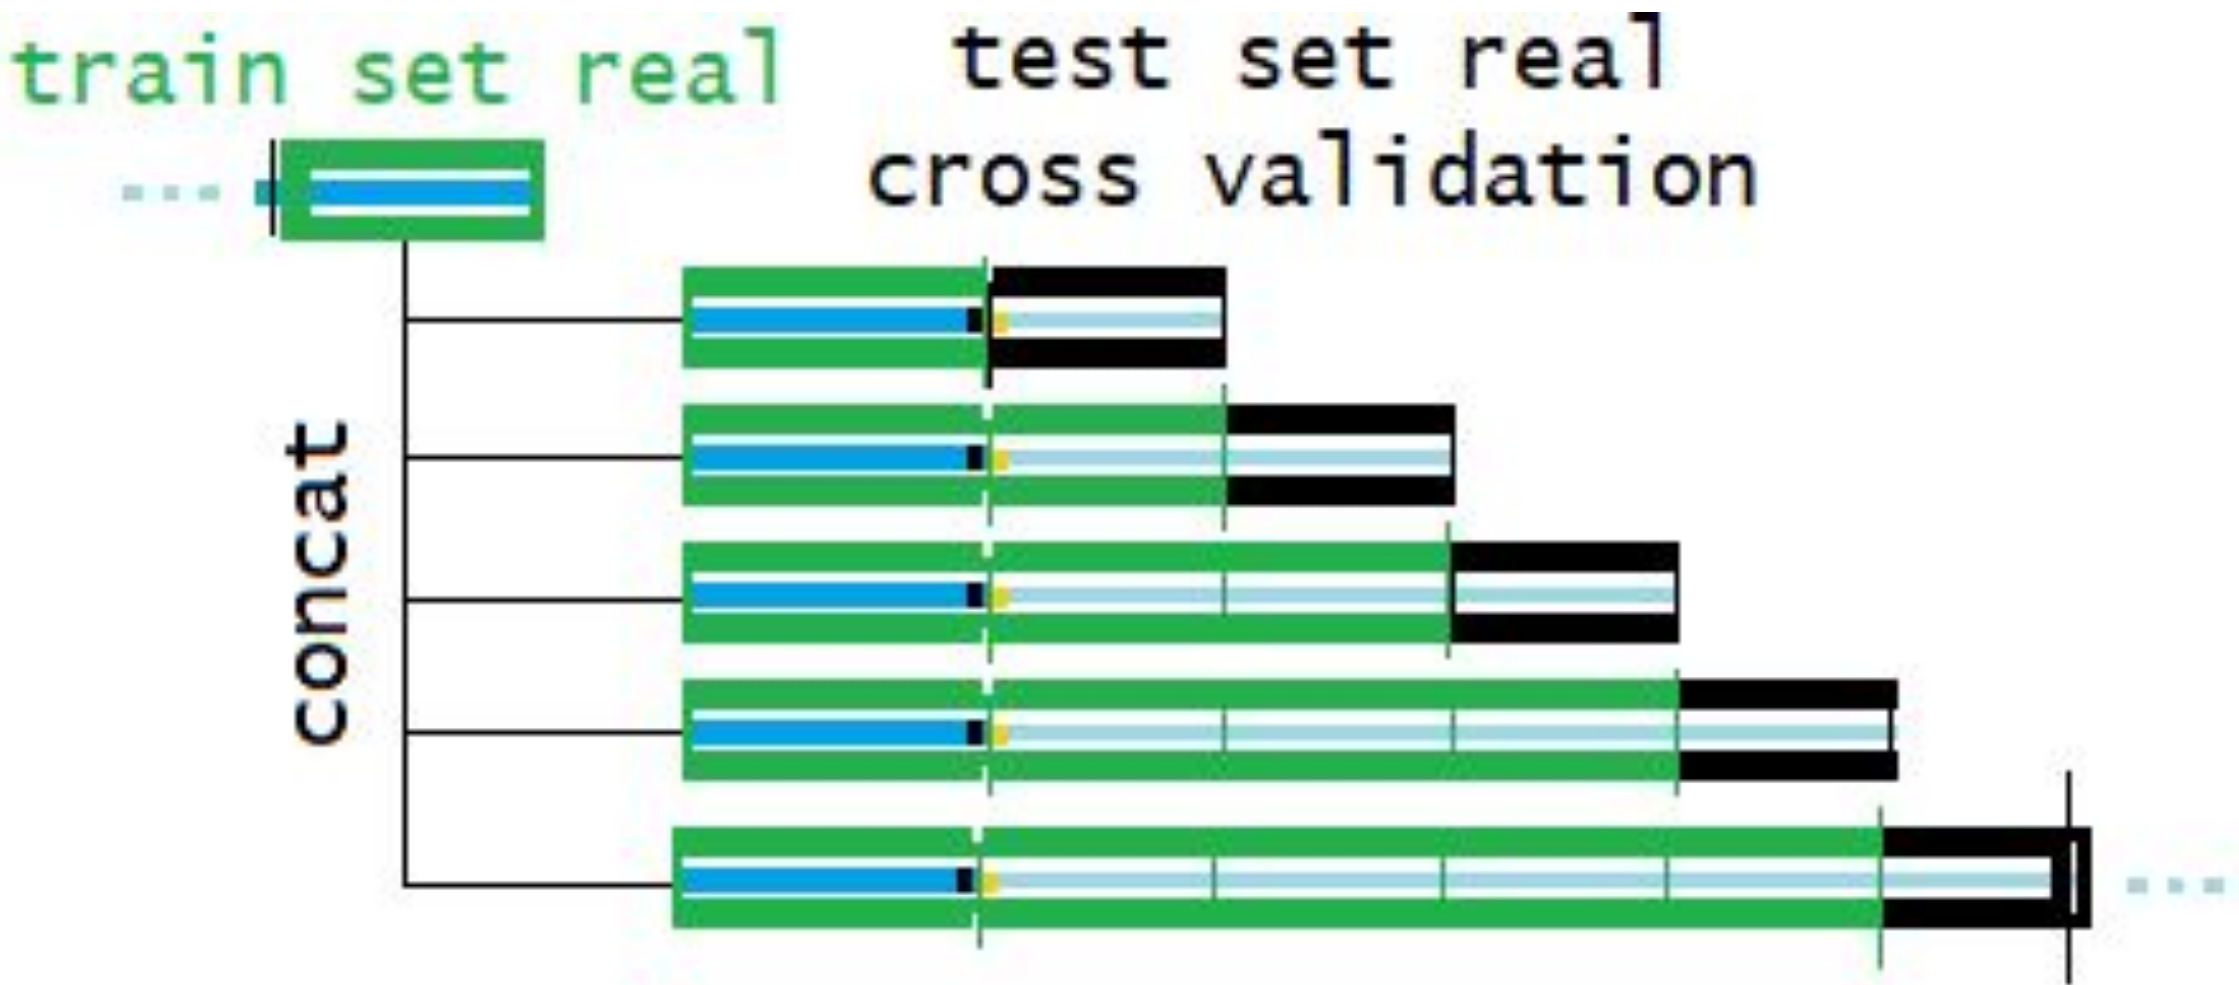 train set real
test set real
cross validation
concat